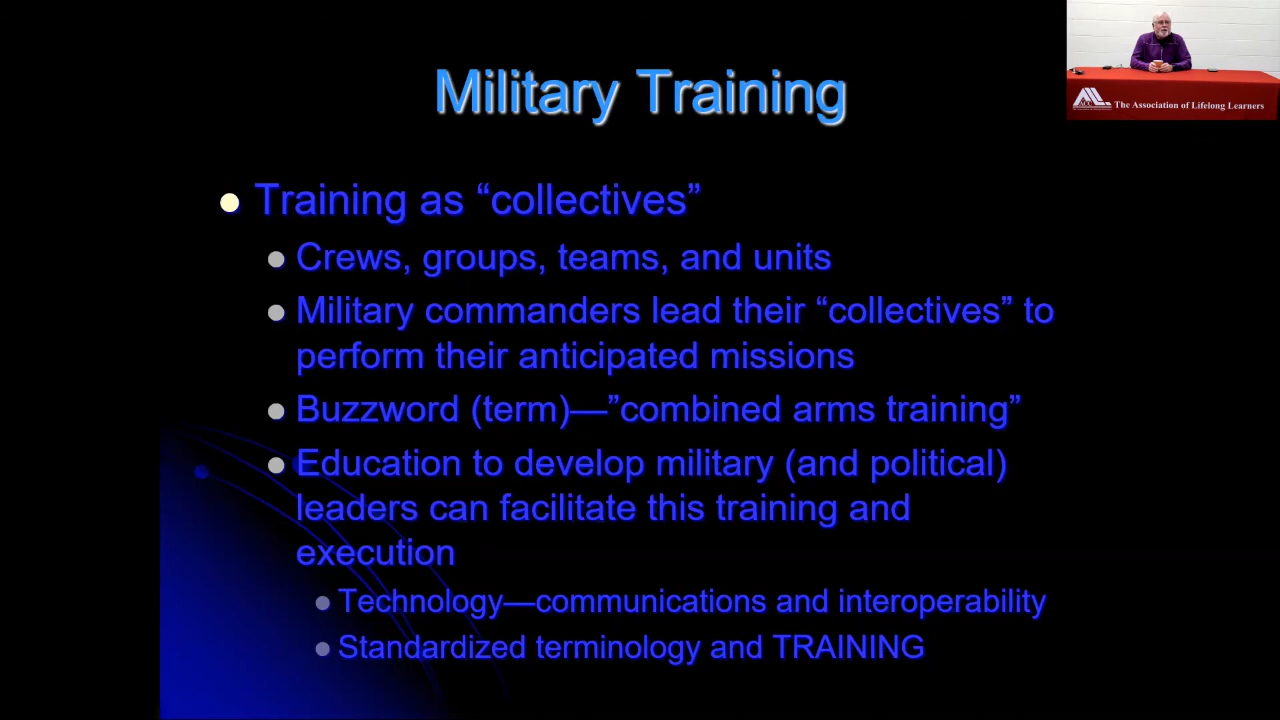 Military Training
Training as “collectives”
Crews, groups, teams, and units
Military commanders lead their “collectives” to
perform their anticipated missions
Buzzword (term)—”combined arms training”
Education to develop military (and political)
leaders can facilitate this training and
execution
Technology—communications and interoperability
Standardized terminology and TRAINING
ACC
The Association of Lifelong Learners